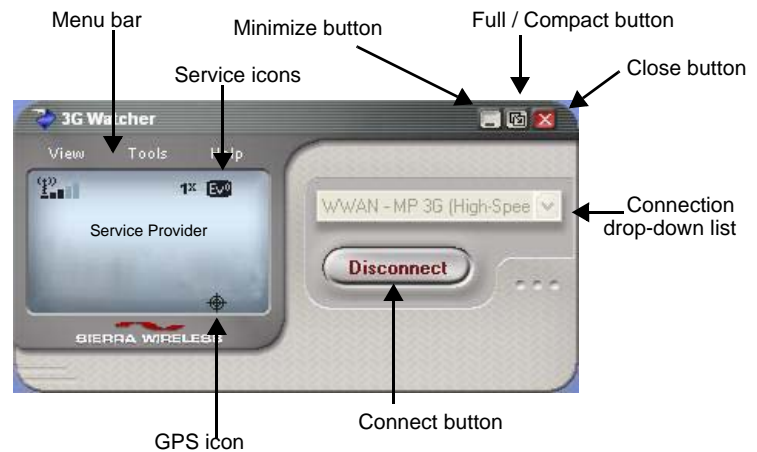 Menu bar
Minimize button
Full / Compact button
Service icons
Close button
3G Watcher
View Tools Help
1X Ev0
Service Provider
WWAN - MP 3G (High-Spee
Connection
drop-down list
Disconnect
SIERRA WIRELESS
Connect button
GPS icon